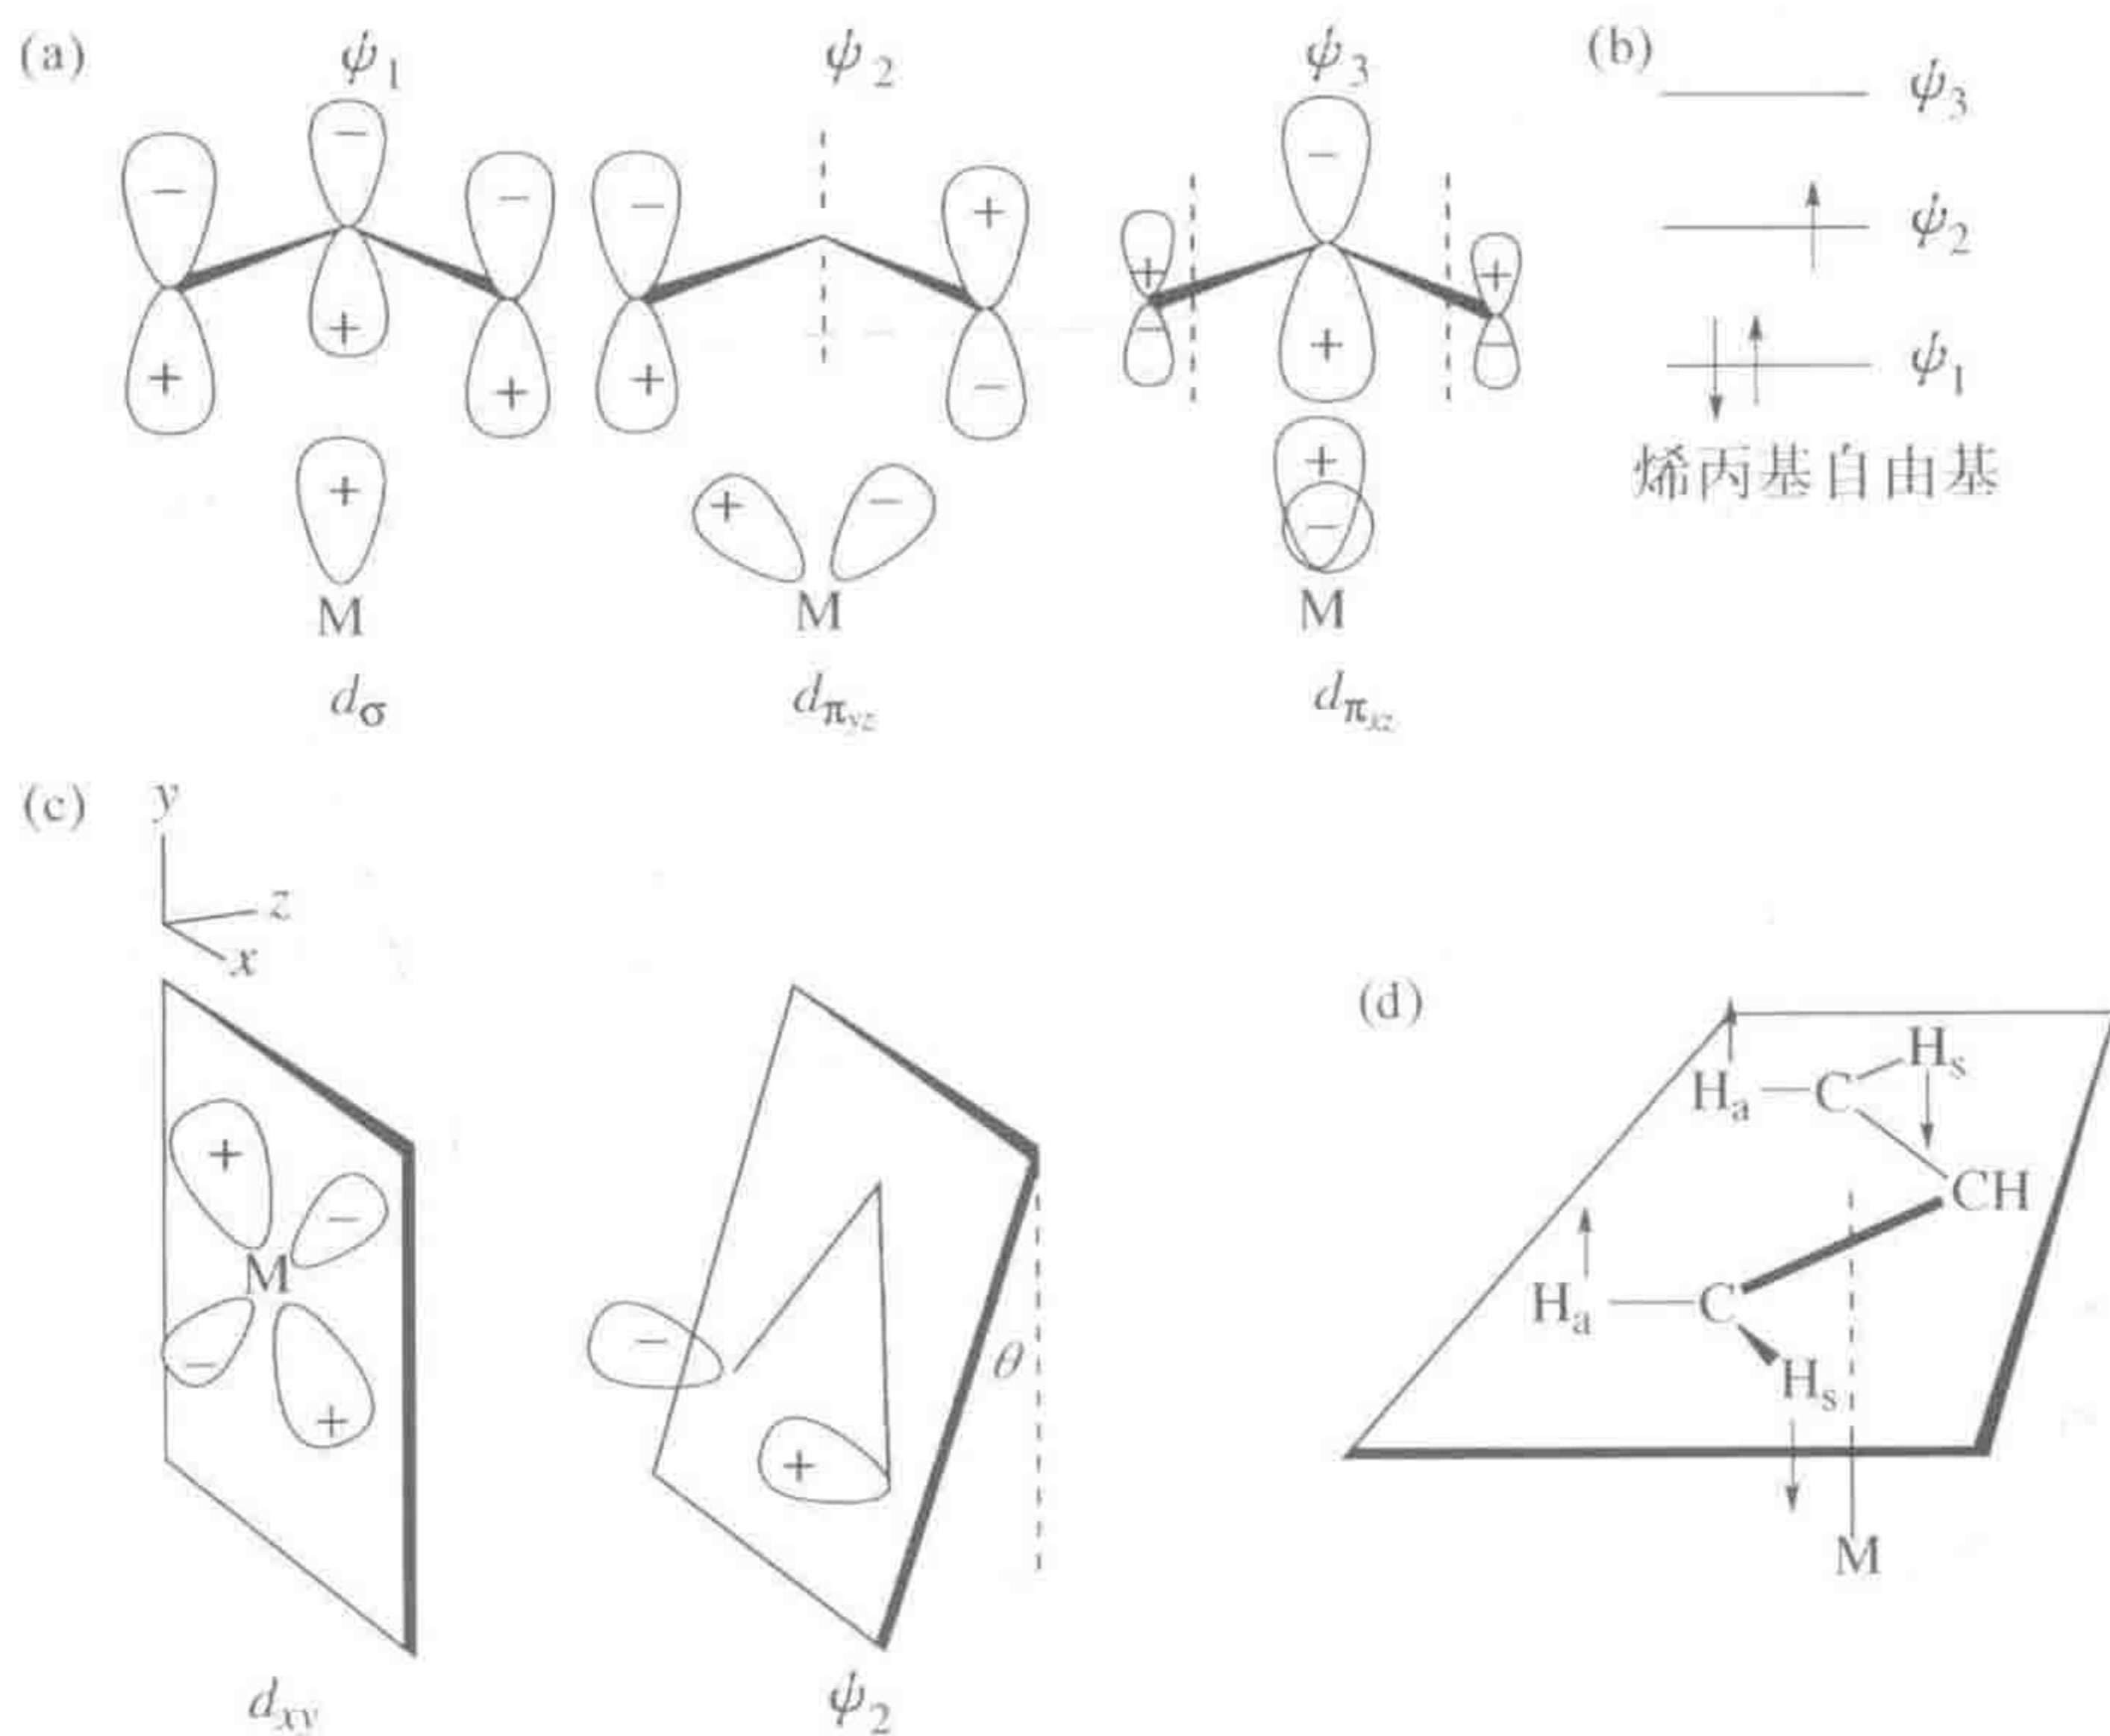 (a) ψ1 ψ2 ψ3
− − −
+ + +
+
M
dσ
− +
+ −
+ −
M
dπyz
+ − +
− + −
+
−
M
dπxz
(b)
ψ3
ψ2
ψ1
烯丙基自由基
(c)
y
z
x
+
−
M
−
+
dxy
−
+
θ
ψ2
(d)
Ha C Hs
CH
Ha C
Hs
M